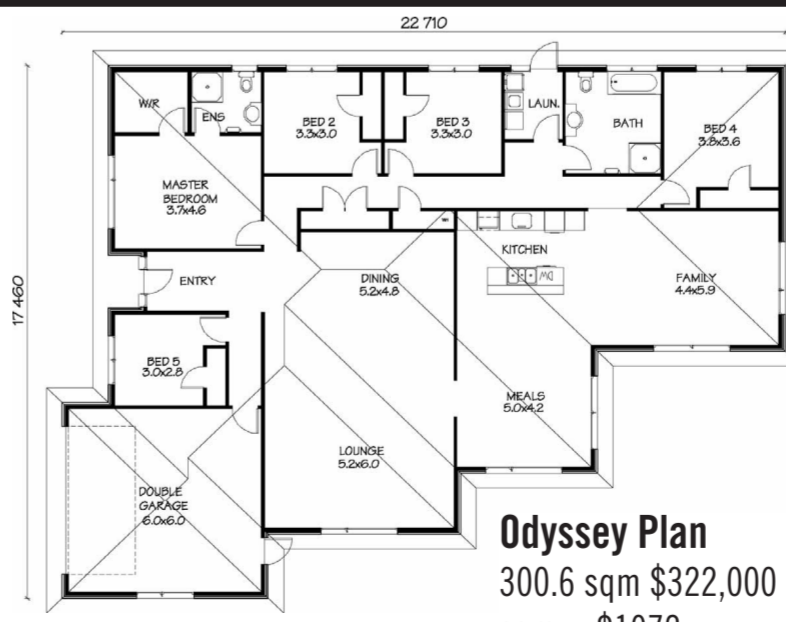 22 710
17 460
W/R
ENS
BED 2
3.3x3.0
BED 3
3.3x3.0
LAUN.
BATH
BED 4
3.8x3.6
MASTER
BEDROOM
3.7x4.6
KITCHEN
DW
ENTRY
DINING
5.2x4.8
FAMILY
4.4x5.9
BED 5
3.0x2.8
MEALS
5.0x4.2
LOUNGE
5.2x6.0
DOUBLE
GARAGE
6.0x6.0
Odyssey Plan
300.6 sqm $322,000